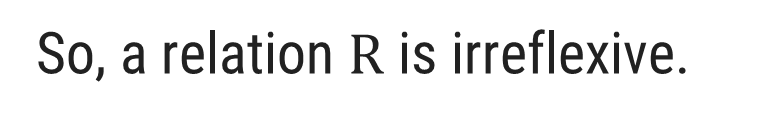 So, a relation R is irreflexive.